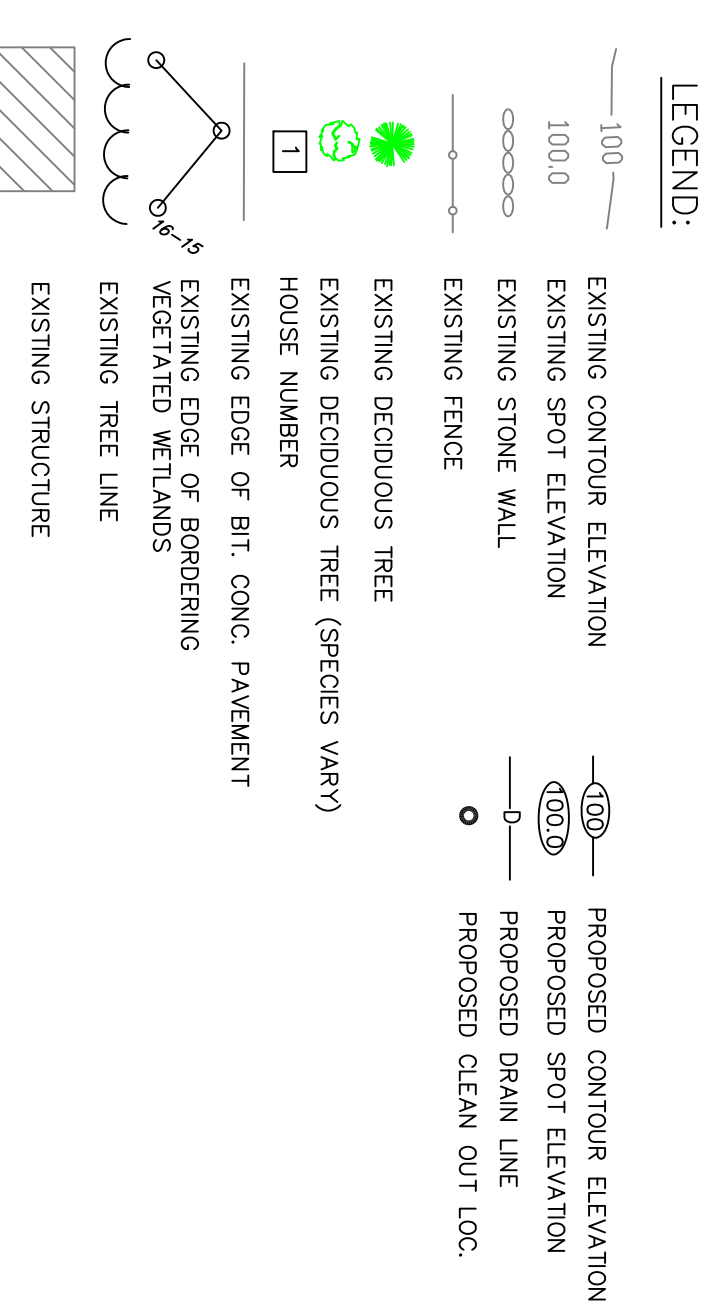 LEGEND:
100
EXISTING CONTOUR ELEVATION
100.0
EXISTING SPOT ELEVATION
EXISTING STONE WALL
EXISTING FENCE
EXISTING DECIDUOUS TREE
EXISTING DECIDUOUS TREE (SPECIES VARY)
1
HOUSE NUMBER
EXISTING EDGE OF BIT. CONC. PAVEMENT
16-15
EXISTING EDGE OF BORDERING
VEGETATED WETLANDS
EXISTING TREE LINE
EXISTING STRUCTURE
100
PROPOSED CONTOUR ELEVATION
100.0
PROPOSED SPOT ELEVATION
D
PROPOSED DRAIN LINE
PROPOSED CLEAN OUT LOC.